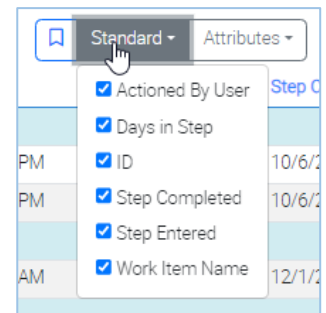 Standard Attributes
Step C
Actioned By User
Days in Step
PM ID 10/6/2
PM Step Completed 10/6/2
Step Entered
AM Work Item Name 12/1/2